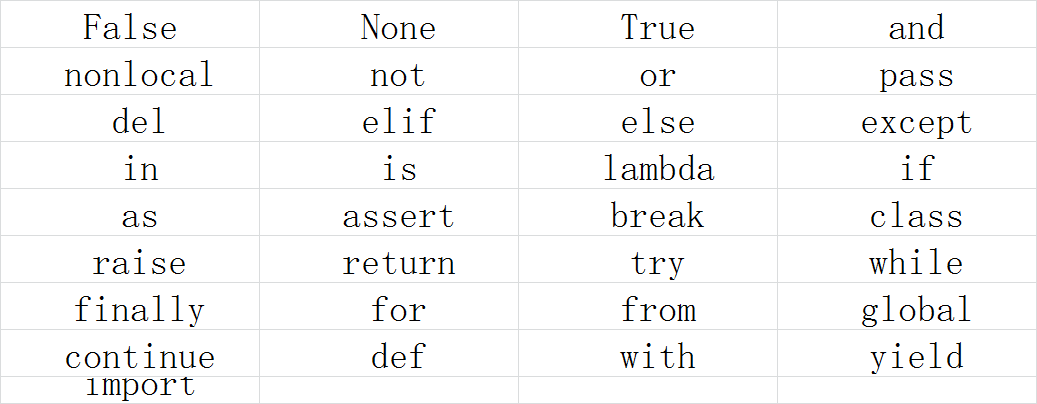 False None True and
nonlocal not or pass
del elif else except
in is lambda if
as assert break class
raise return try while
finally for from global
continue def with yield
import